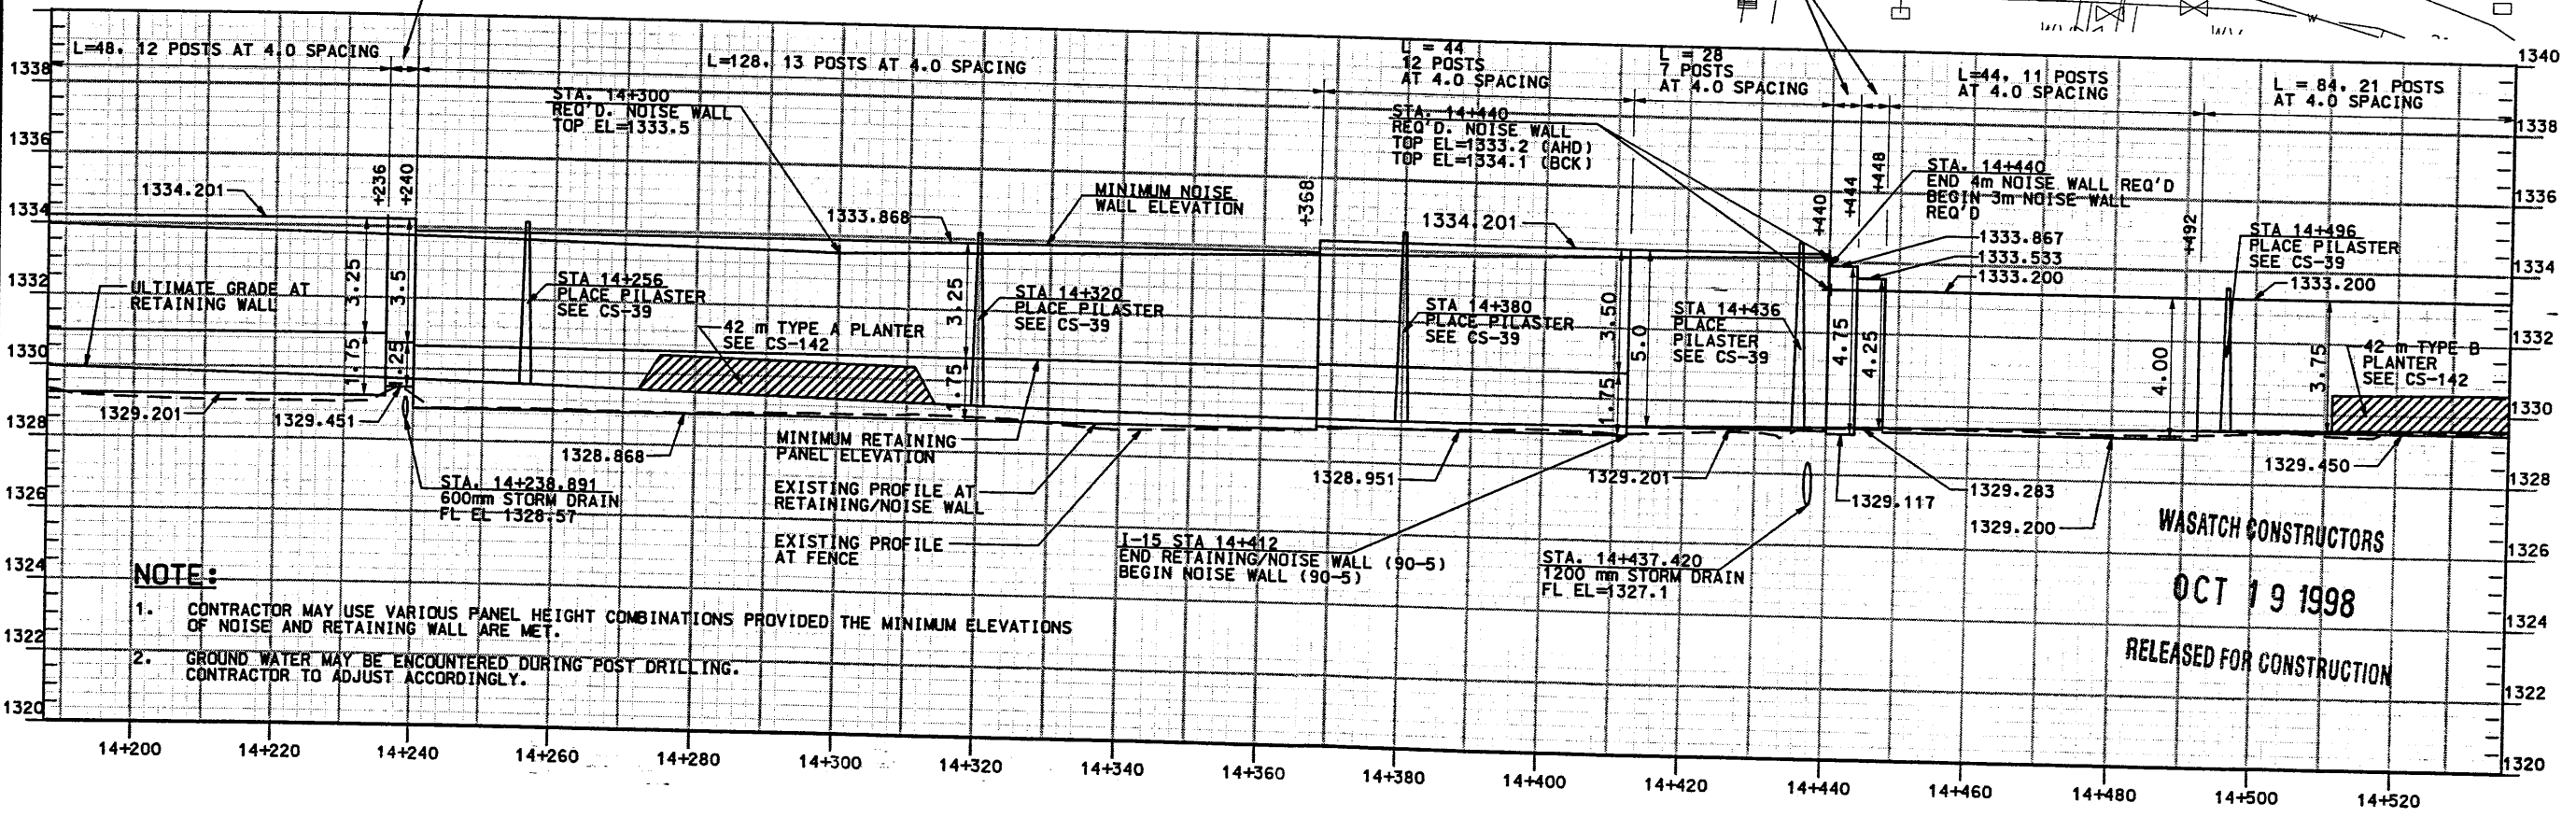 L=48. 12 POSTS AT 4.0 SPACING
L=128. 13 POSTS AT 4.0 SPACING
L = 44
12 POSTS
AT 4.0 SPACING
L = 28
7 POSTS
AT 4.0 SPACING
L=44. 11 POSTS
AT 4.0 SPACING
L = 84. 21 POSTS
AT 4.0 SPACING
W
1338
1336
1334
1332
1330
1328
1326
1324
1322
1320
1340
1338
1336
1334
1332
1330
1328
1326
1324
1322
1320
+236
+240
+368
+440
+444
+448
+492
1334.201
STA. 14+300
REQ'D. NOISE WALL
TOP EL=1333.5
1333.868
MINIMUM NOISE
WALL ELEVATION
STA. 14+440
REQ'D. NOISE WALL
TOP EL=1333.2 (AHD)
TOP EL=1334.1 (BCK)
1334.201
STA. 14+440
END 4m NOISE WALL REQ'D
BEGIN 3m NOISE WALL
REQ'D
1333.867
1333.533
1333.200
STA 14+496
PLACE PILASTER
SEE CS-39
1333.200
ULTIMATE GRADE AT
RETAINING WALL
3.25
3.5
1.75
1.25
STA 14+256
PLACE PILASTER
SEE CS-39
42 m TYPE A PLANTER
SEE CS-142
3.25
1.75
STA 14+320
PLACE PILASTER
SEE CS-39
STA 14+380
PLACE PILASTER
SEE CS-39
3.50
1.75
5.0
STA 14+436
PLACE
PILASTER
SEE CS-39
4.75
4.25
4.00
3.75
42 m TYPE B
PLANTER
SEE CS-142
1329.201
1329.451
1328.868
MINIMUM RETAINING
PANEL ELEVATION
1328.951
1329.201
1329.117
1329.283
1329.200
1329.450
STA. 14+238.891
600mm STORM DRAIN
FL EL 1328.57
EXISTING PROFILE AT
RETAINING/NOISE WALL
EXISTING PROFILE
AT FENCE
I-15 STA 14+412
END RETAINING/NOISE WALL (90-5)
BEGIN NOISE WALL (90-5)
STA. 14+437.420
1200 mm STORM DRAIN
FL EL=1327.1
WASATCH CONSTRUCTORS
OCT 19 1998
RELEASED FOR CONSTRUCTION
NOTE:
1. CONTRACTOR MAY USE VARIOUS PANEL HEIGHT COMBINATIONS PROVIDED THE MINIMUM ELEVATIONS
OF NOISE AND RETAINING WALL ARE MET.
2. GROUND WATER MAY BE ENCOUNTERED DURING POST DRILLING.
CONTRACTOR TO ADJUST ACCORDINGLY.
14+200
14+220
14+240
14+260
14+280
14+300
14+320
14+340
14+360
14+380
14+400
14+420
14+440
14+460
14+480
14+500
14+520